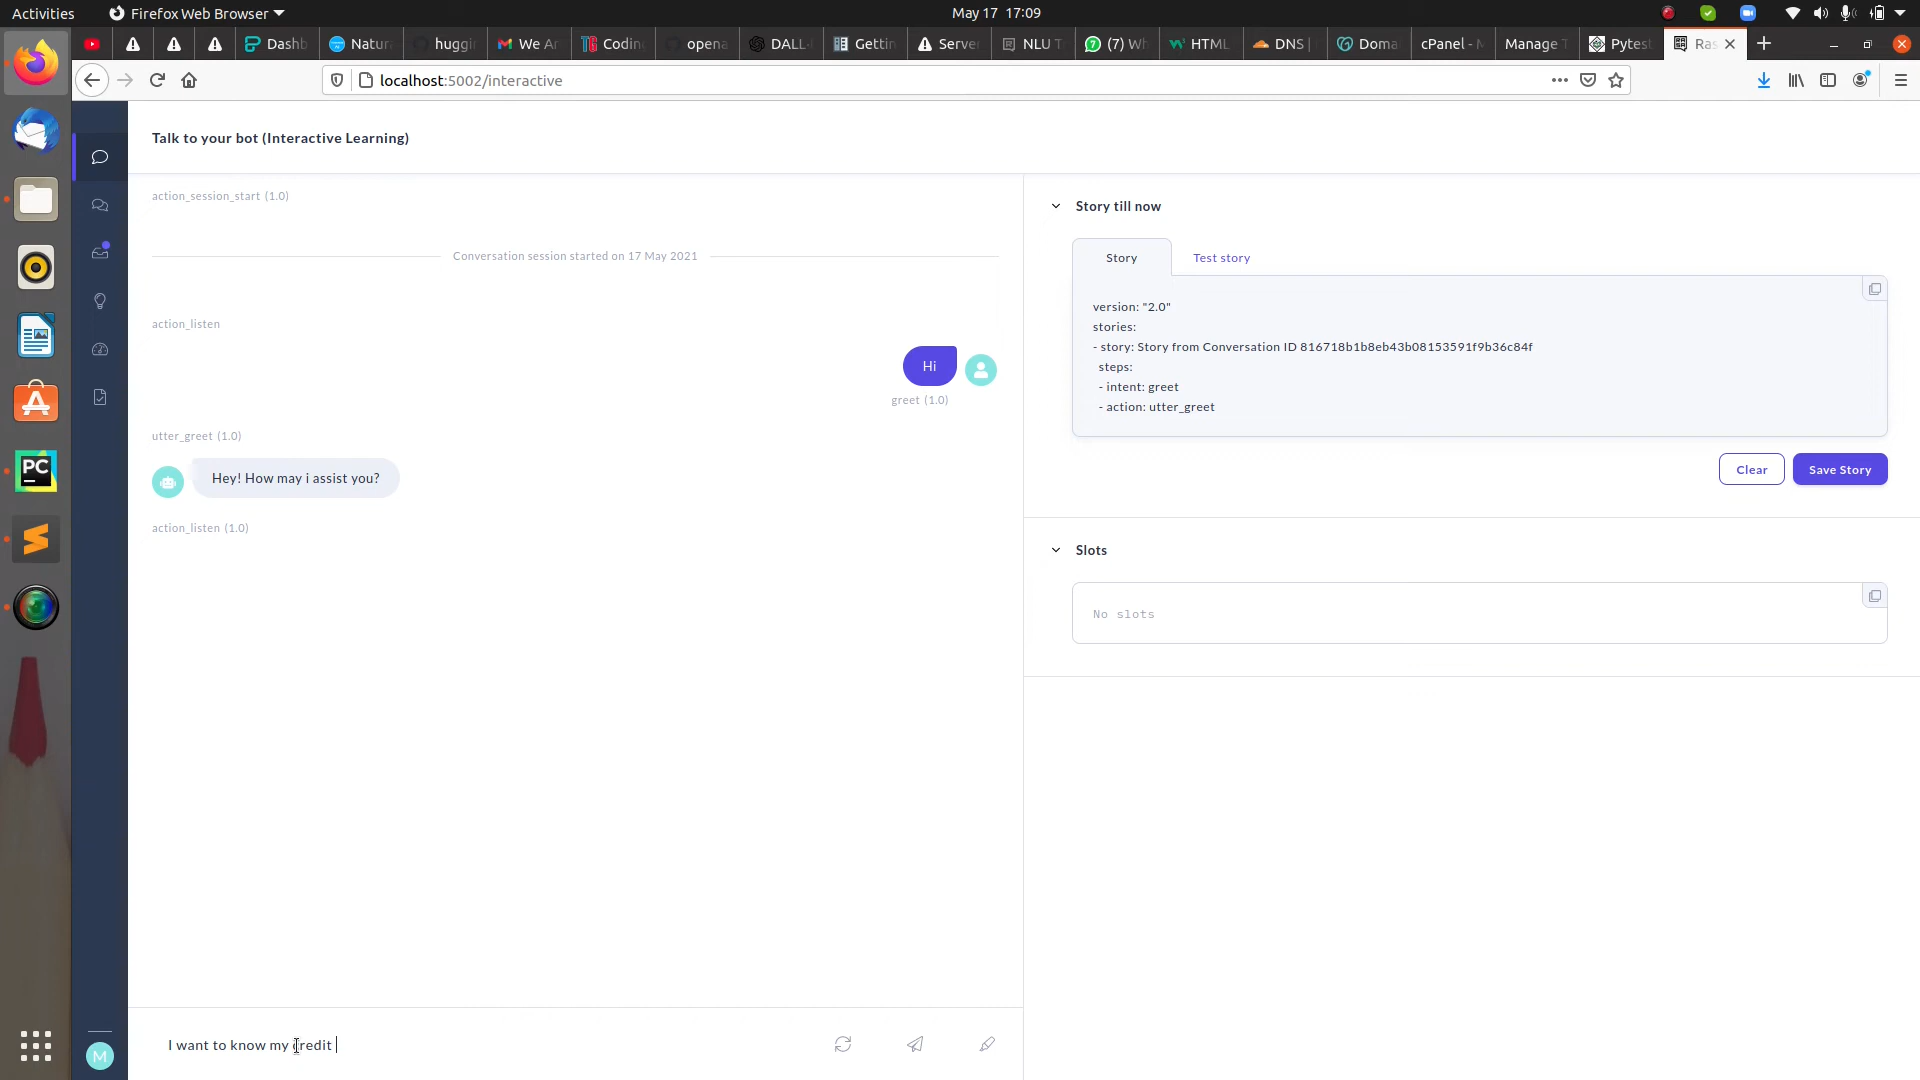 Activities
Firefox Web Browser
May 17 17:09
Dashb
Natur
huggi
We Ar
Codin
opena
DALL·
Gettin
Serve
NLU T
(7) Wh
HTML
DNS |
Doma
cPanel -
Manage
Pytes
Ras
localhost:5002/interactive
Talk to your bot (Interactive Learning)
action_session_start (1.0)
Conversation session started on 17 May 2021
action_listen
Hi
greet (1.0)
utter_greet (1.0)
Hey! How may i assist you?
action_listen (1.0)
I want to know my credit
M
Story till now
Story
Test story
version: "2.0"
stories:
- story: Story from Conversation ID 816718b1b8eb43b08153591f9b36c84f
steps:
- intent: greet
- action: utter_greet
Clear
Save Story
Slots
No slots